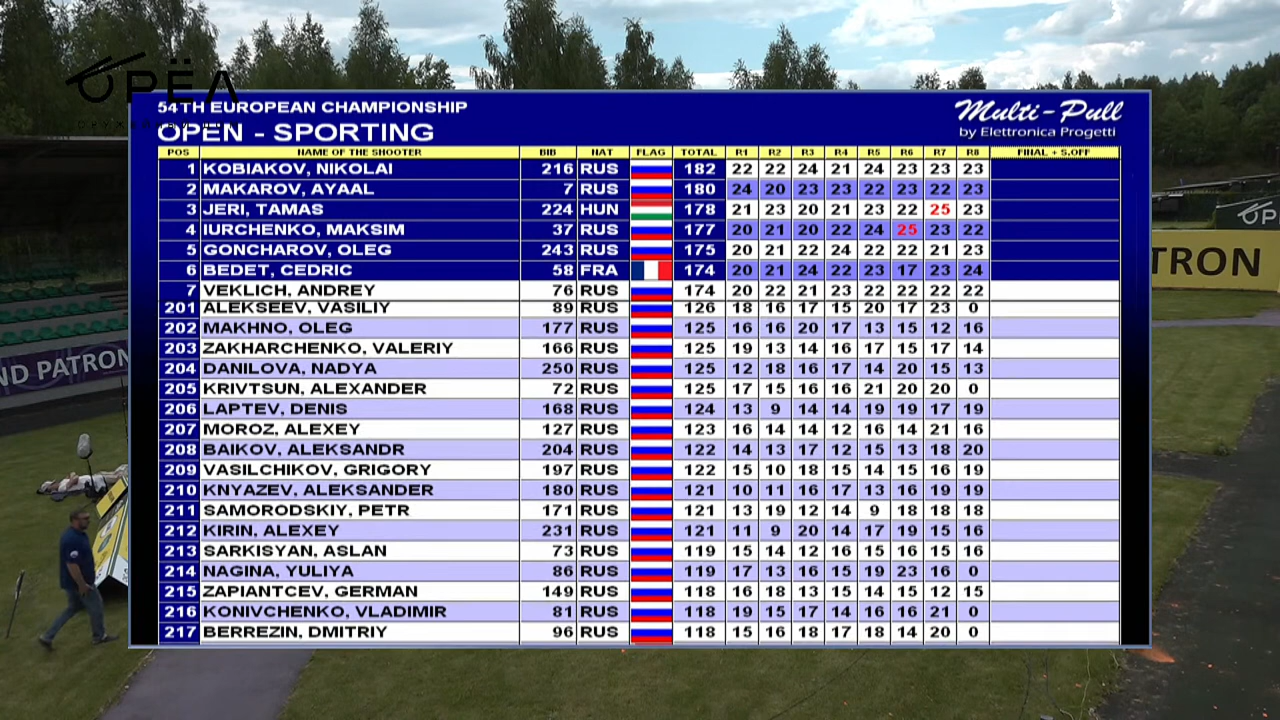 ОРЁЛ
54TH EUROPEAN CHAMPIONSHIP
OPEN - SPORTING
Multi-Pull
by Elettronica Progetti
POS NAME OF THE SHOOTER BIB NAT FLAG TOTAL R1 R2 R3 R4 R5 R6 R7 R8 FINAL + S.OFF
1 KOBIAKOV, NIKOLAI 216 RUS 182 22 22 24 21 24 23 23 23
2 MAKAROV, AYAAL 7 RUS 180 24 20 23 23 22 23 22 23
3 JERI, TAMAS 224 HUN 178 21 23 20 21 23 22 25 23
4 IURCHENKO, MAKSIM 37 RUS 177 20 21 20 22 24 25 23 22
5 GONCHAROV, OLEG 243 RUS 175 20 21 22 24 22 22 21 23
6 BEDET, CEDRIC 58 FRA 174 20 21 24 22 23 17 23 24
7 VEKLICH, ANDREY 76 RUS 174 20 22 21 23 22 22 22 22
201 ALEKSEEV, VASILIY 89 RUS 126 18 16 17 15 20 17 23 0
202 MAKHNO, OLEG 177 RUS 125 16 16 20 17 13 15 12 16
203 ZAKHARCHENKO, VALERIY 166 RUS 125 19 13 14 16 17 15 17 14
204 DANILOVA, NADYA 250 RUS 125 12 18 16 17 14 20 15 13
205 KRIVTSUN, ALEXANDER 72 RUS 125 17 15 16 16 21 20 20 0
206 LAPTEV, DENIS 168 RUS 124 13 9 14 14 19 19 17 19
207 MOROZ, ALEXEY 127 RUS 123 16 14 14 12 16 14 21 16
208 BAIKOV, ALEKSANDR 204 RUS 122 14 13 17 12 15 13 18 20
209 VASILCHIKOV, GRIGORY 197 RUS 122 15 10 18 15 14 15 16 19
210 KNYAZEV, ALEKSANDER 180 RUS 121 10 11 16 17 13 16 19 19
211 SAMORODSKIY, PETR 171 RUS 121 13 19 12 14 9 18 18 18
212 KIRIN, ALEXEY 231 RUS 121 11 9 20 14 17 19 15 16
213 SARKISYAN, ASLAN 73 RUS 119 15 14 12 16 15 16 15 16
214 NAGINA, YULIYA 86 RUS 119 17 13 16 15 19 23 16 0
215 ZAPIANTCEV, GERMAN 149 RUS 118 16 18 13 15 14 15 12 15
216 KONIVCHENKO, VLADIMIR 81 RUS 118 19 15 17 14 16 16 21 0
217 BERREZIN, DMITRIY 96 RUS 118 15 16 18 17 18 14 20 0
ND PATRON
TRON
ОР